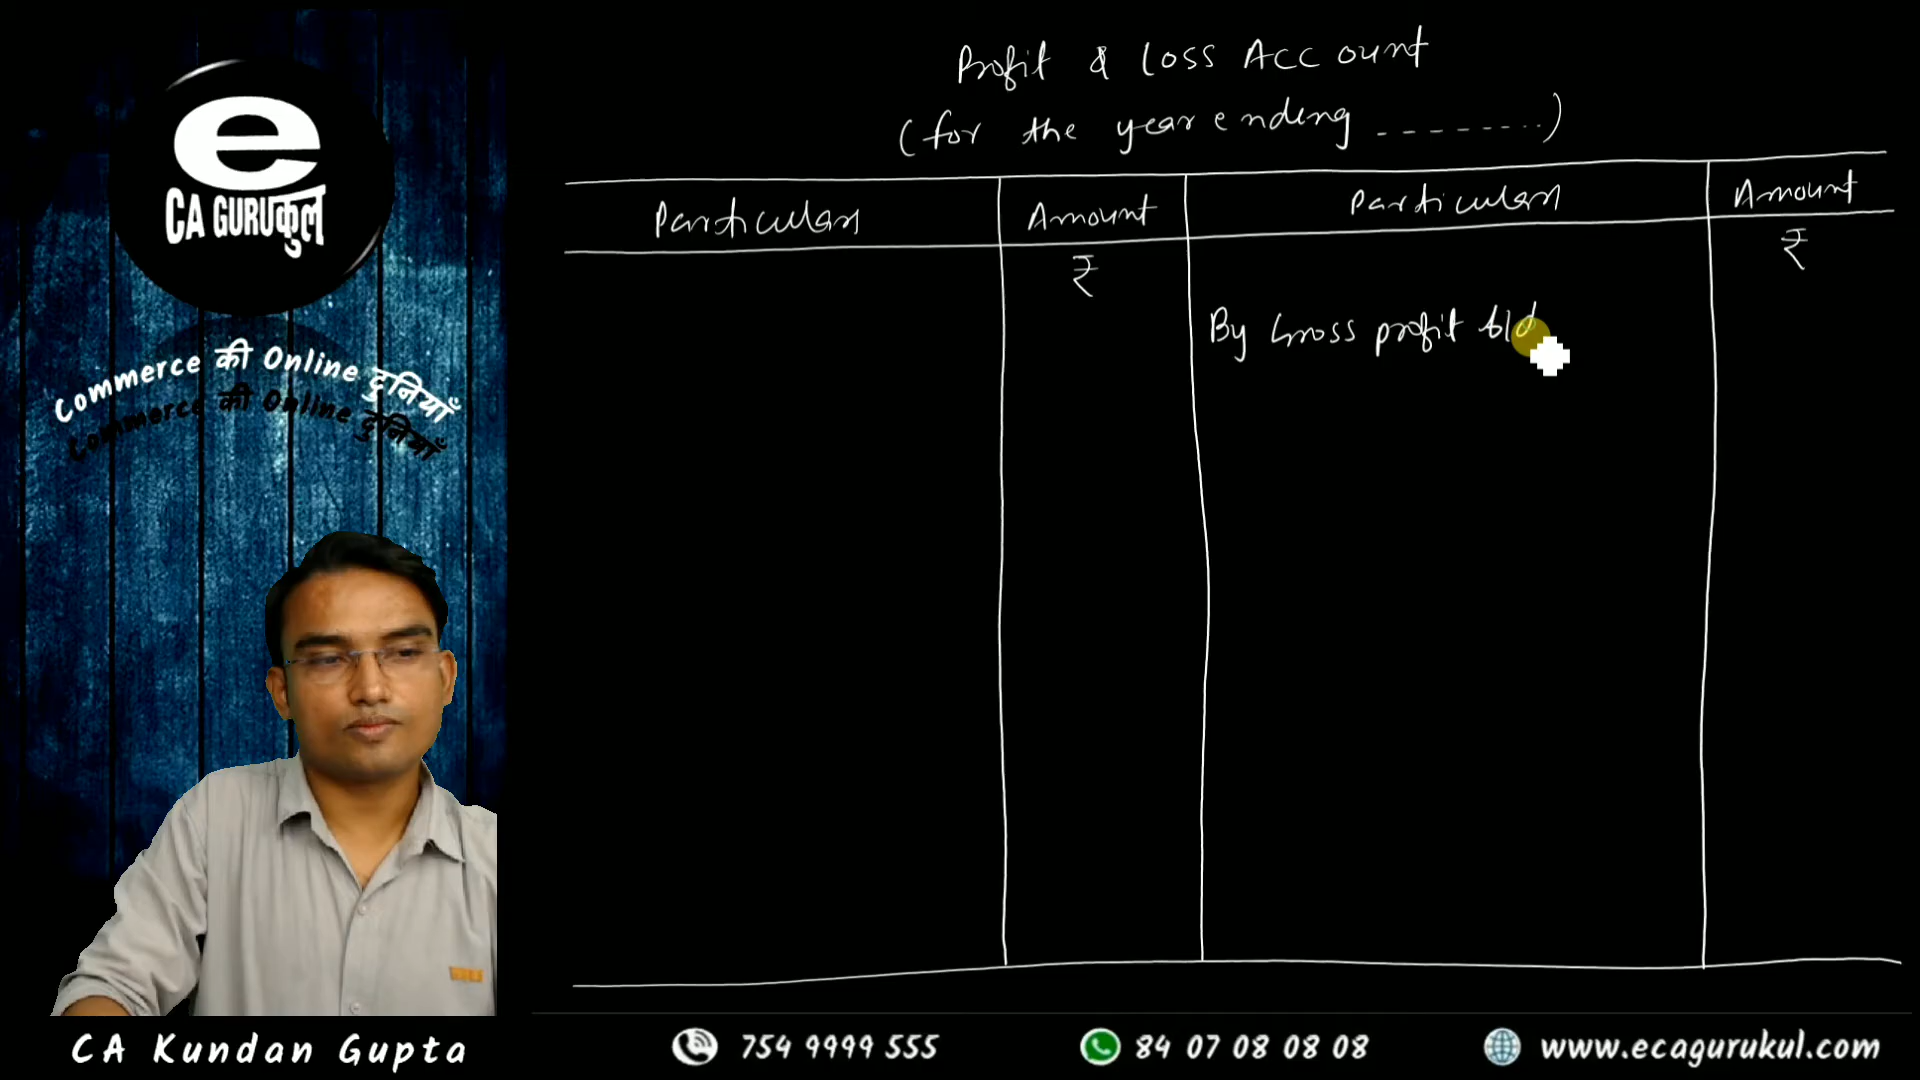 e
CA GURUकुल
Commerce की Online दुनियाँ
Profit & Loss Account
(for the year ending --------)
Particulars Amount Particulars Amount
₹ ₹
By Gross profit b/d
CA Kundan Gupta 754 9999 555 84 07 08 08 08 www.ecagurukul.com